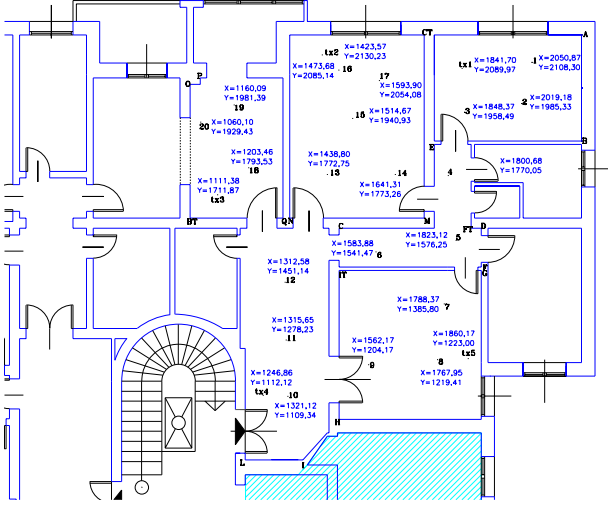 CT
A
X=1423,57
Y=2130,23
tx2
X=1473,68
Y=2085,14
16
17
X=1593,90
Y=2054,08
tx1
X=1841,70
Y=2089,97
1
X=2050,87
Y=2108,30
P
O
X=1160,09
Y=1981,39
19
X=2019,18
Y=1985,33
2
3
X=1848,37
Y=1958,49
X=1514,67
Y=1940,93
15
20
X=1060,10
Y=1929,43
E
B
X=1203,46
Y=1793,53
18
X=1438,80
Y=1772,75
13
14
4
X=1800,68
Y=1770,05
X=1111,38
Y=1711,87
tx3
X=1641,31
Y=1773,26
DT
QN
M
C
FT
D
X=1823,12
Y=1576,25
5
X=1583,88
Y=1541,47
6
X=1312,58
Y=1451,14
12
IT
F
G
X=1788,37
Y=1385,80
7
X=1315,65
Y=1278,23
11
X=1860,17
Y=1223,00
tx5
X=1562,17
Y=1204,17
9
8
X=1767,95
Y=1219,41
X=1246,86
Y=1112,12
tx4
10
X=1321,12
Y=1109,34
H
L
I